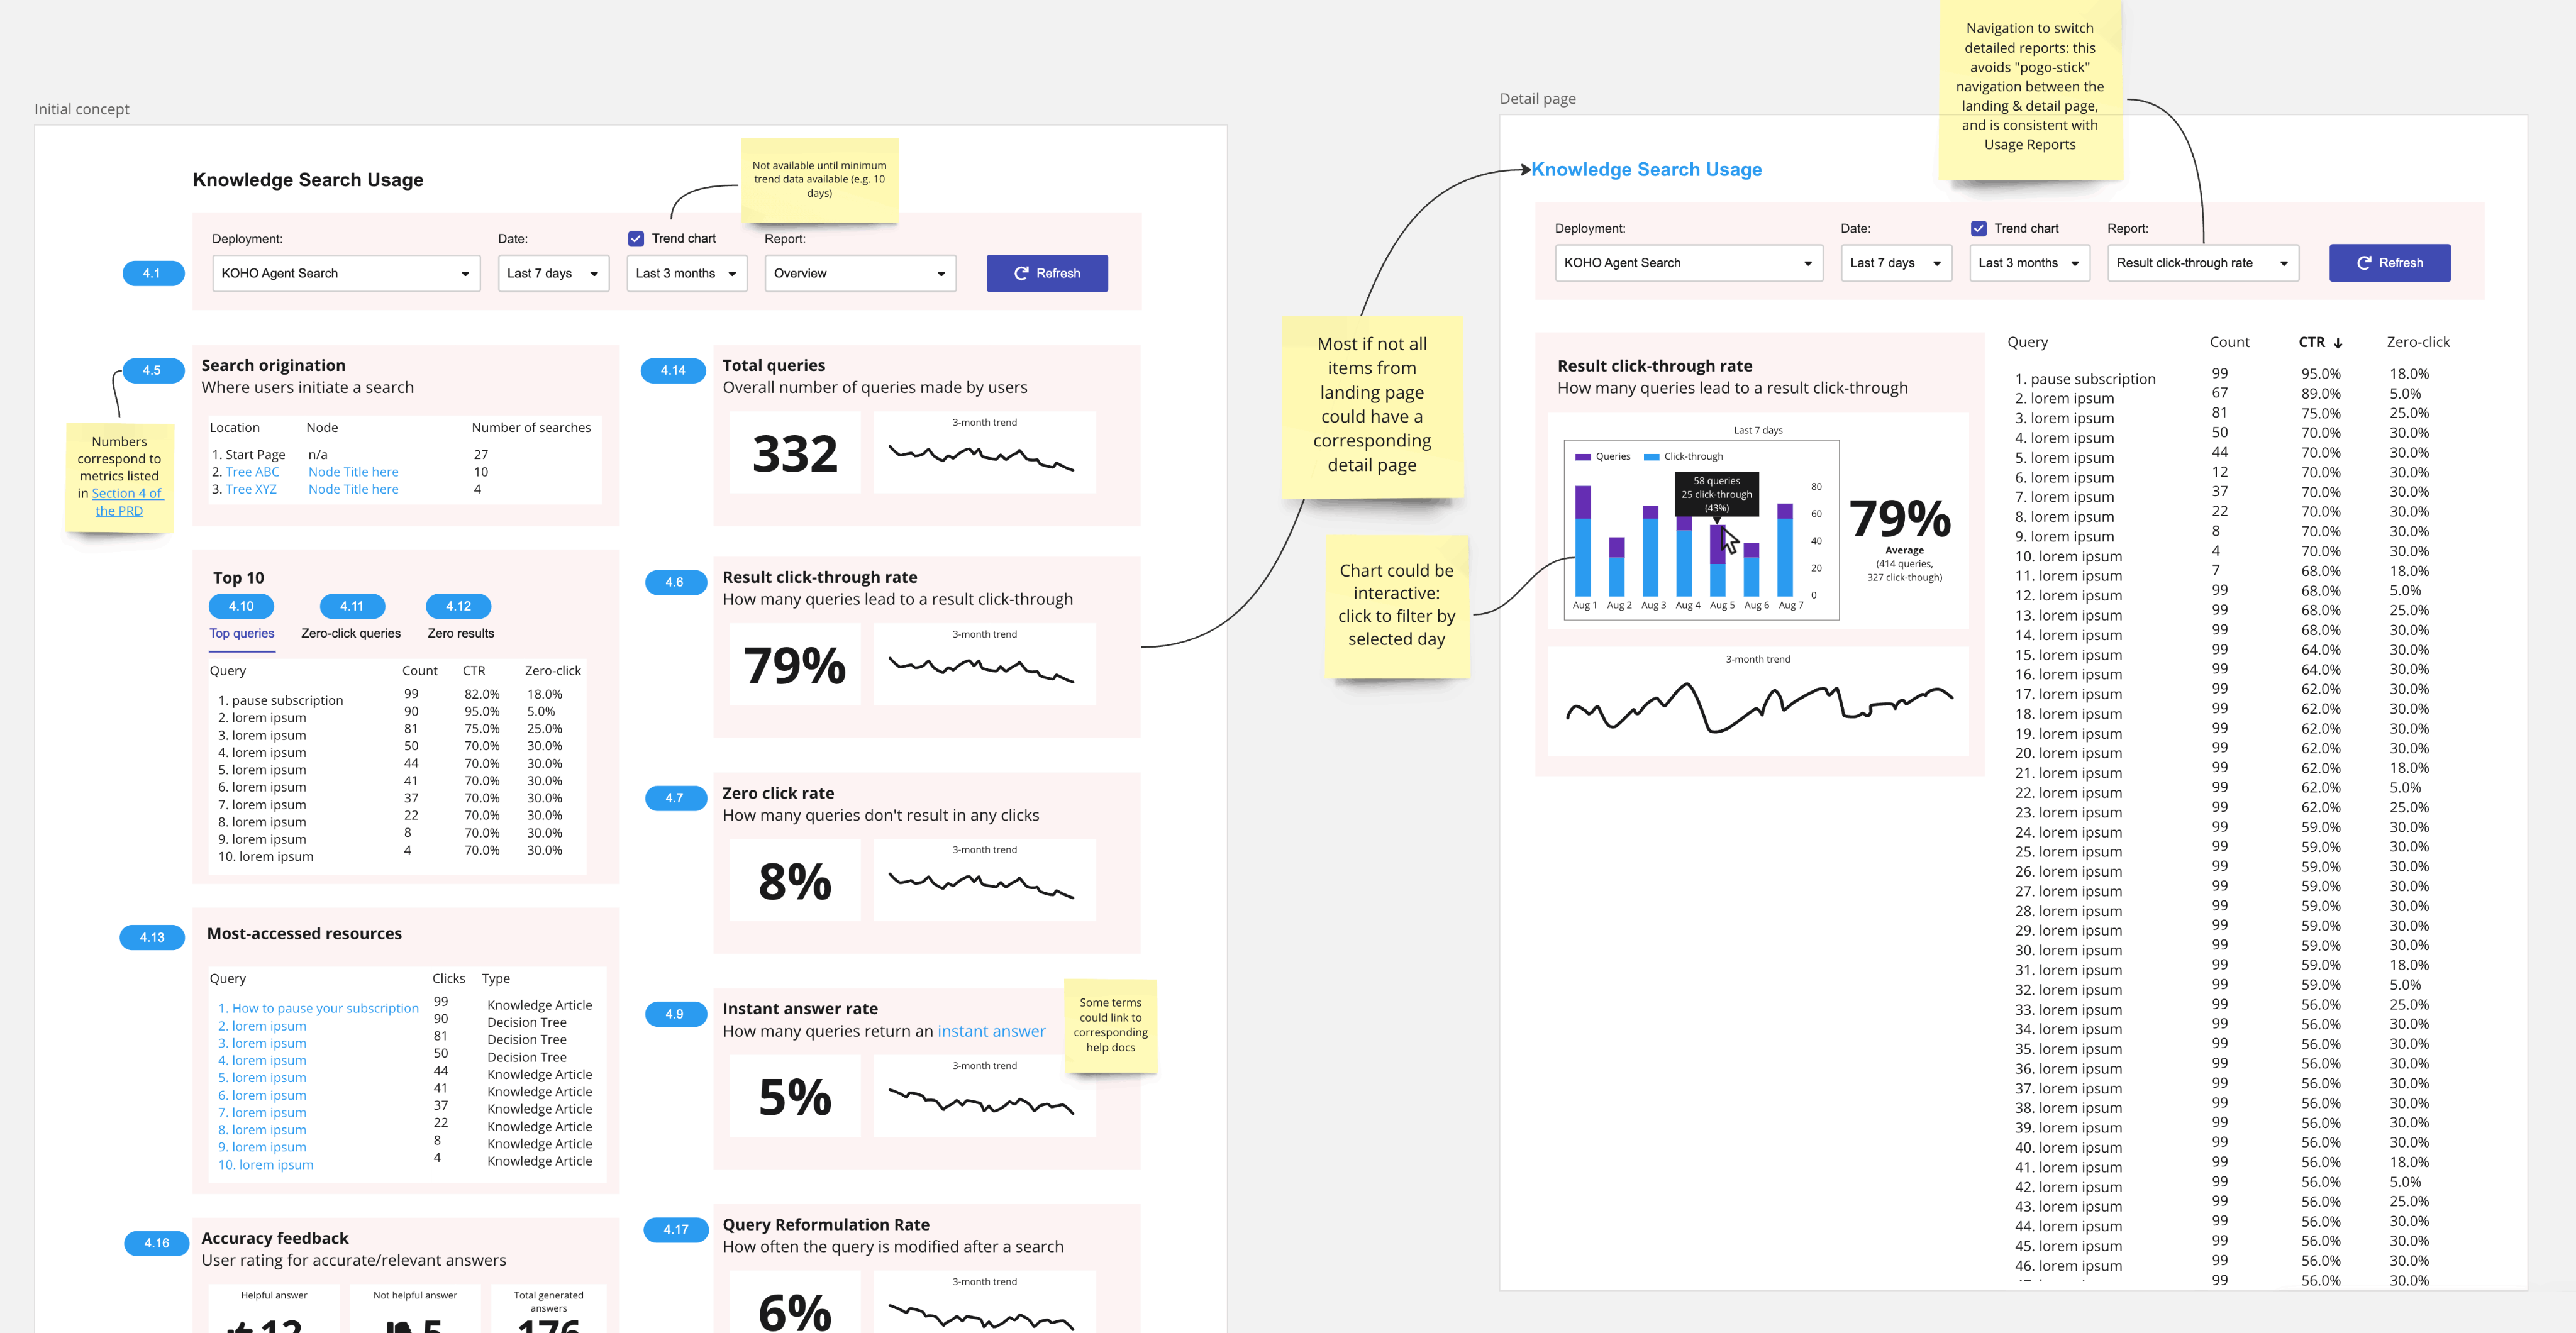 Initial concept
Knowledge Search Usage
Not available until minimum
trend data available (e.g. 10
days)
4.1
Deployment:
KOHO Agent Search
Date:
Last 7 days
Trend chart
Last 3 months
Report:
Overview
Refresh
4.5
Numbers
correspond to
metrics listed
in Section 4 of
the PRD
Search origination
Where users initiate a search
Location Node Number of searches
1. Start Page n/a 27
2. Tree ABC Node Title here 10
3. Tree XYZ Node Title here 4
Top 10
4.10 4.11 4.12
Top queries Zero-click queries Zero results
Query Count CTR Zero-click
1. pause subscription 99 82.0% 18.0%
2. lorem ipsum 90 95.0% 5.0%
3. lorem ipsum 81 75.0% 25.0%
4. lorem ipsum 50 70.0% 30.0%
5. lorem ipsum 44 70.0% 30.0%
6. lorem ipsum 41 70.0% 30.0%
7. lorem ipsum 37 70.0% 30.0%
8. lorem ipsum 22 70.0% 30.0%
9. lorem ipsum 8 70.0% 30.0%
10. lorem ipsum 4 70.0% 30.0%
4.13
Most-accessed resources
Query Clicks Type
1. How to pause your subscription 99 Knowledge Article
2. lorem ipsum 90 Decision Tree
3. lorem ipsum 81 Decision Tree
4. lorem ipsum 50 Decision Tree
5. lorem ipsum 44 Knowledge Article
6. lorem ipsum 41 Knowledge Article
7. lorem ipsum 37 Knowledge Article
8. lorem ipsum 22 Knowledge Article
9. lorem ipsum 8 Knowledge Article
10. lorem ipsum 4 Knowledge Article
4.16
Accuracy feedback
User rating for accurate/relevant answers
Helpful answer
12
Not helpful answer
5
Total generated
answers
176
4.14
Total queries
Overall number of queries made by users
332
3-month trend
4.6
Result click-through rate
How many queries lead to a result click-through
79%
3-month trend
4.7
Zero click rate
How many queries don't result in any clicks
8%
3-month trend
4.9
Instant answer rate
How many queries return an instant answer
5%
3-month trend
Some terms
could link to
corresponding
help docs
4.17
Query Reformulation Rate
How often the query is modified after a search
6%
3-month trend
Most if not all
items from
landing page
could have a
corresponding
detail page
Chart could be
interactive:
click to filter by
selected day
Detail page
Navigation to switch
detailed reports: this
avoids "pogo-stick"
navigation between the
landing & detail page,
and is consistent with
Usage Reports
Knowledge Search Usage
Deployment:
KOHO Agent Search
Date:
Last 7 days
Trend chart
Last 3 months
Report:
Result click-through rate
Refresh
Result click-through rate
How many queries lead to a result click-through
Last 7 days
Queries Click-through
58 queries
25 click-through
(43%)
80
60
40
20
0
Aug 1 Aug 2 Aug 3 Aug 4 Aug 5 Aug 6 Aug 7
79%
Average
(414 queries,
327 click-though)
3-month trend
Query Count CTR Zero-click
1. pause subscription 99 95.0% 18.0%
2. lorem ipsum 67 89.0% 5.0%
3. lorem ipsum 81 75.0% 25.0%
4. lorem ipsum 50 70.0% 30.0%
5. lorem ipsum 44 70.0% 30.0%
6. lorem ipsum 12 70.0% 30.0%
7. lorem ipsum 37 70.0% 30.0%
8. lorem ipsum 22 70.0% 30.0%
9. lorem ipsum 8 70.0% 30.0%
10. lorem ipsum 4 70.0% 30.0%
11. lorem ipsum 7 68.0% 18.0%
12. lorem ipsum 99 68.0% 5.0%
13. lorem ipsum 99 68.0% 25.0%
14. lorem ipsum 99 68.0% 30.0%
15. lorem ipsum 99 64.0% 30.0%
16. lorem ipsum 99 64.0% 30.0%
17. lorem ipsum 99 62.0% 30.0%
18. lorem ipsum 99 62.0% 30.0%
19. lorem ipsum 99 62.0% 30.0%
20. lorem ipsum 99 62.0% 30.0%
21. lorem ipsum 99 62.0% 18.0%
22. lorem ipsum 99 62.0% 5.0%
23. lorem ipsum 99 62.0% 25.0%
24. lorem ipsum 99 59.0% 30.0%
25. lorem ipsum 99 59.0% 30.0%
26. lorem ipsum 99 59.0% 30.0%
27. lorem ipsum 99 59.0% 30.0%
28. lorem ipsum 99 59.0% 30.0%
29. lorem ipsum 99 59.0% 30.0%
30. lorem ipsum 99 59.0% 30.0%
31. lorem ipsum 99 59.0% 18.0%
32. lorem ipsum 99 59.0% 5.0%
33. lorem ipsum 99 56.0% 25.0%
34. lorem ipsum 99 56.0% 30.0%
35. lorem ipsum 99 56.0% 30.0%
36. lorem ipsum 99 56.0% 30.0%
37. lorem ipsum 99 56.0% 30.0%
38. lorem ipsum 99 56.0% 30.0%
39. lorem ipsum 99 56.0% 30.0%
40. lorem ipsum 99 56.0% 30.0%
41. lorem ipsum 99 56.0% 18.0%
42. lorem ipsum 99 56.0% 5.0%
43. lorem ipsum 99 56.0% 25.0%
44. lorem ipsum 99 56.0% 30.0%
45. lorem ipsum 99 56.0% 30.0%
46. lorem ipsum 99 56.0% 30.0%
99 56.0% 30.0%